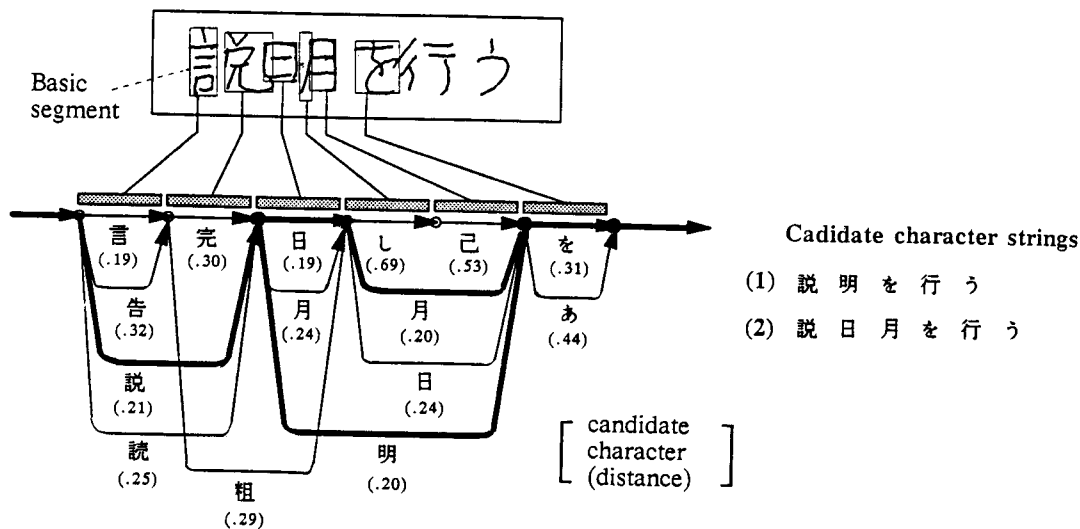 説明を行う
Basic
segment
言 完 日 し 己 を
(.19) (.30) (.19) (.69) (.53) (.31)
告 月 月 あ
(.32) (.24) (.20) (.44)
説 日
(.21) (.24)
読 明
(.25) (.20)
粗
(.29)
candidate
character
(distance)
Cadidate character strings
(1) 説 明 を 行 う
(2) 説 日 月 を 行 う